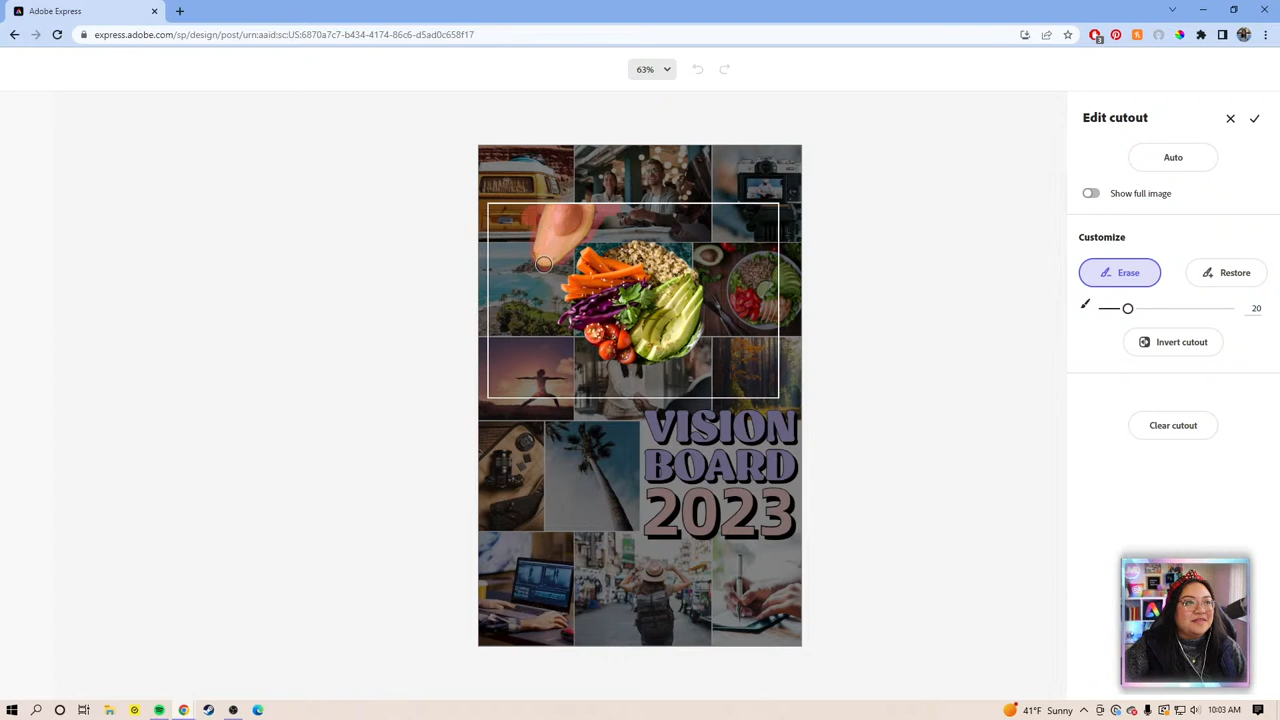 Adobe Express
express.adobe.com/sp/design/post/urn:aaid:sc:US:6870a7c7-b434-4174-86c6-d5ad0c658f17
3
63%
Edit cutout
Auto
Show full image
Customize
Erase
Restore
20
Invert cutout
Clear cutout
VISION
BOARD
2023
41°F Sunny
10:03 AM